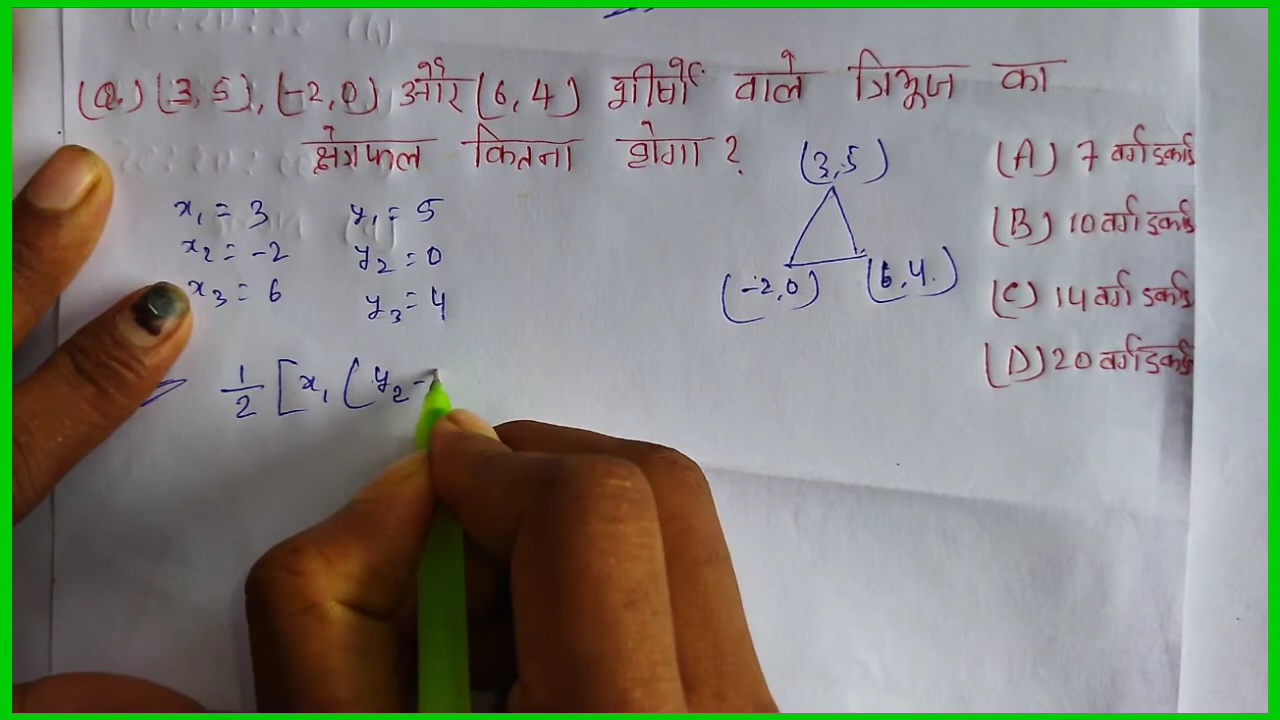 (Q.) (3,5), (-2,0) और (6,4) शीर्षों वाले त्रिभूज का
क्षेत्रफल कितना होगा ?
(3,5)
(-2,0) (6,4.)
(A) 7 वर्ग इकाई
(B) 10 वर्ग इकाई
(C) 14 वर्ग इकाई
(D) 20 वर्ग इकाई
x₁ = 3 y₁ = 5
x₂ = -2 y₂ = 0
x₃ = 6 y₃ = 4
⇒ 1/2 [x₁ (y₂ -